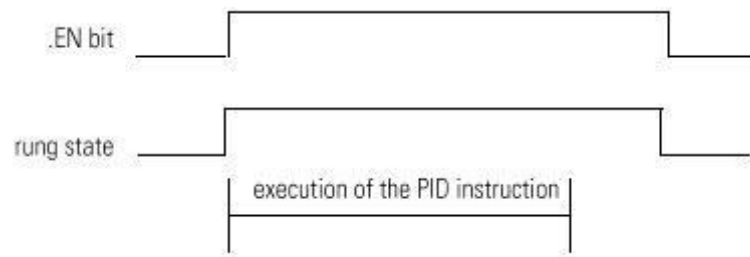 .EN bit
rung state
execution of the PID instruction